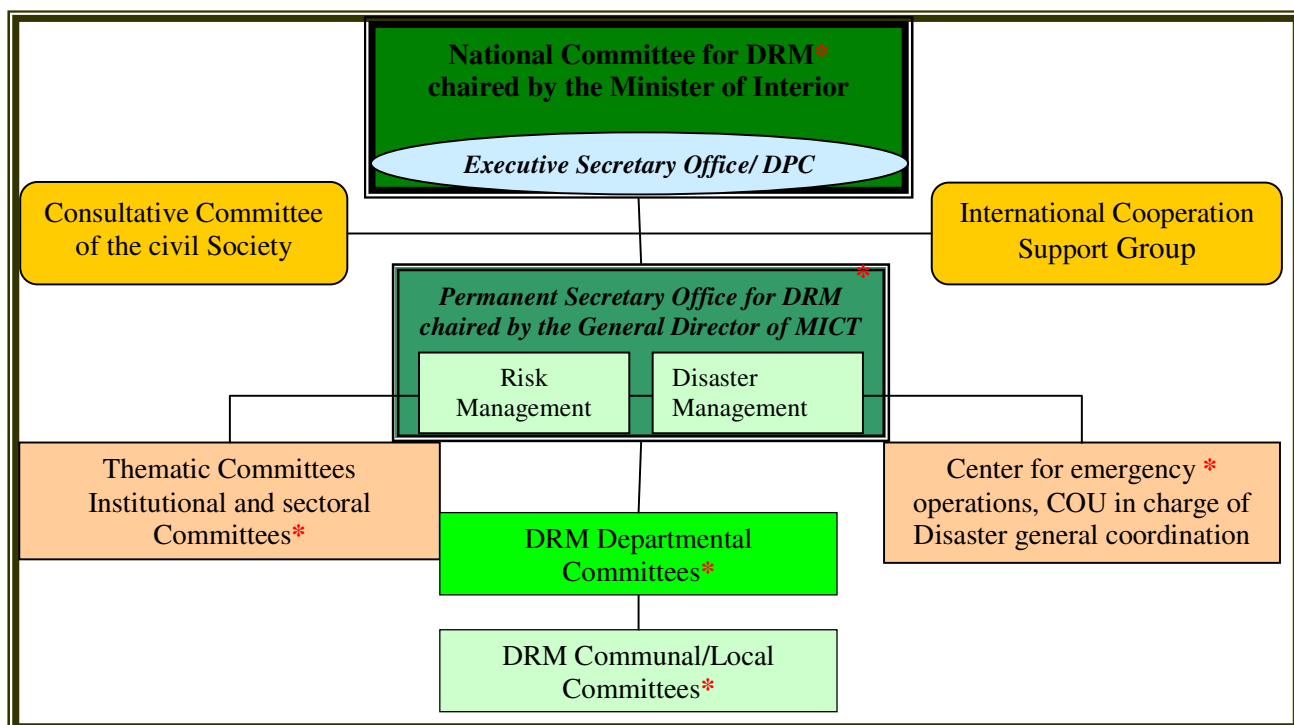 National Committee for DRM*
chaired by the Minister of Interior
Executive Secretary Office/ DPC
Consultative Committee
of the civil Society
International Cooperation
Support Group
*
Permanent Secretary Office for DRM
chaired by the General Director of MICT
Risk
Management
Disaster
Management
Thematic Committees
Institutional and sectoral
Committees*
Center for emergency *
operations, COU in charge of
Disaster general coordination
DRM Departmental
Committees*
DRM Communal/Local
Committees*